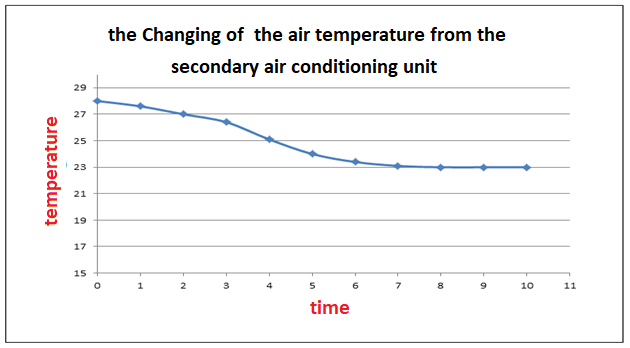 the Changing of the air temperature from the
secondary air conditioning unit
29
27
25
23
21
19
17
15
temperature
0 1 2 3 4 5 6 7 8 9 10 11
time